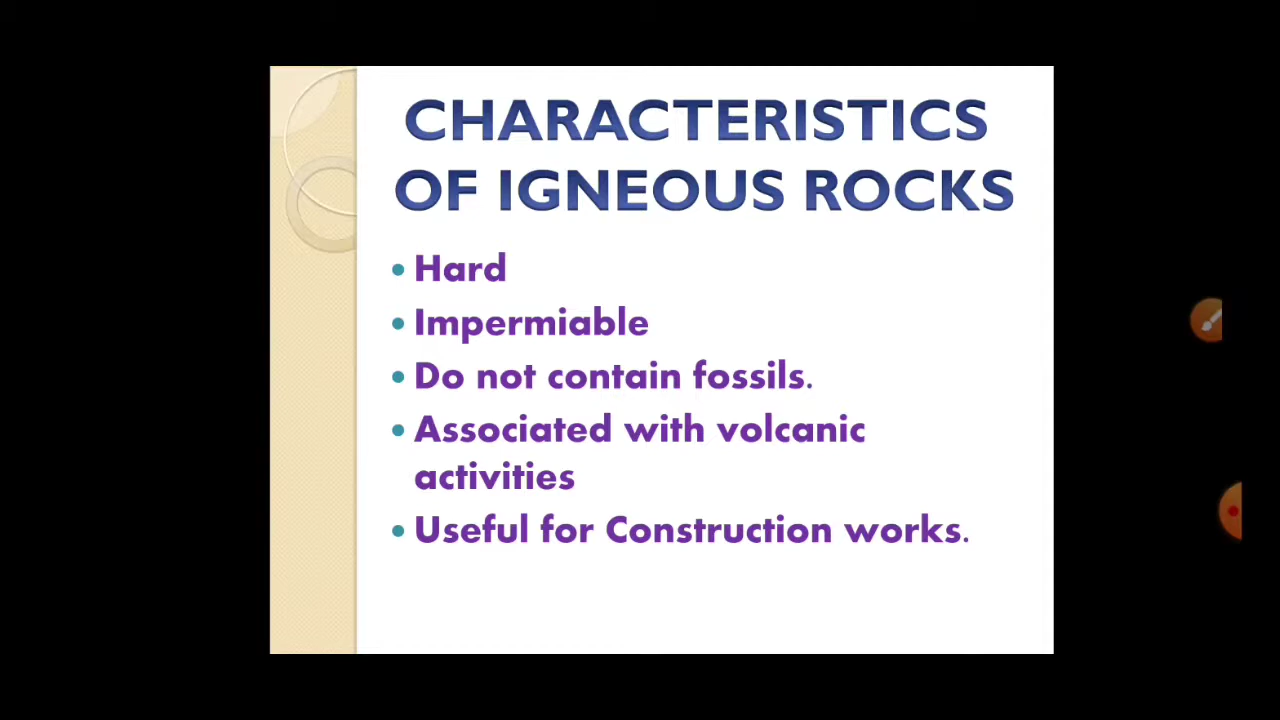 CHARACTERISTICS
OF IGNEOUS ROCKS
• Hard
• Impermiable
• Do not contain fossils.
• Associated with volcanic
activities
• Useful for Construction works.